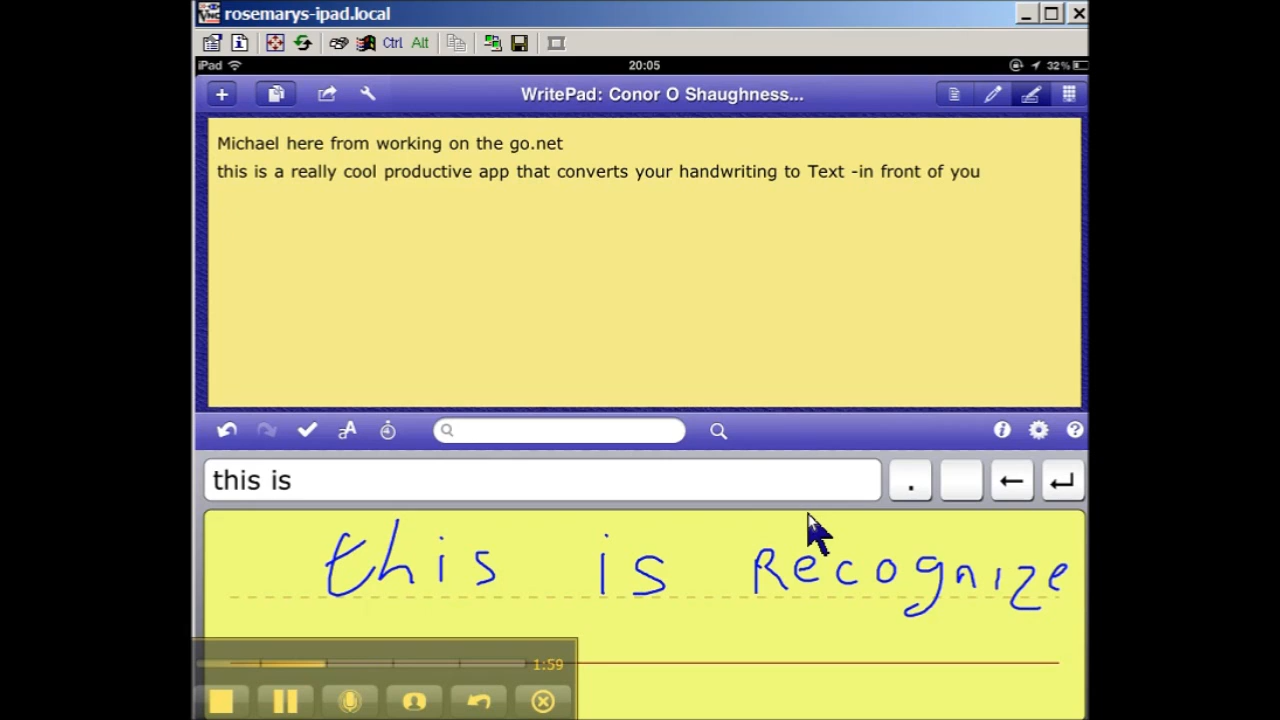 rosemarys-ipad.local
Ctrl Alt
iPad 20:05 32%
WritePad: Conor O Shaughness...
Michael here from working on the go.net
this is a really cool productive app that converts your handwriting to Text -in front of you
this is .
this is Recognize
1:59